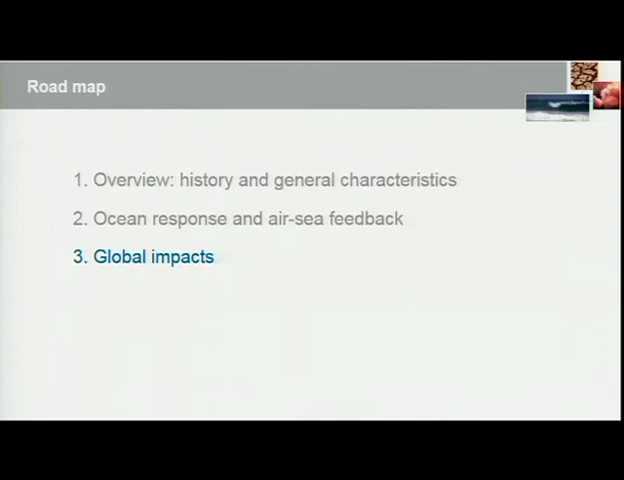 Road map
1. Overview: history and general characteristics
2. Ocean response and air-sea feedback
3. Global impacts